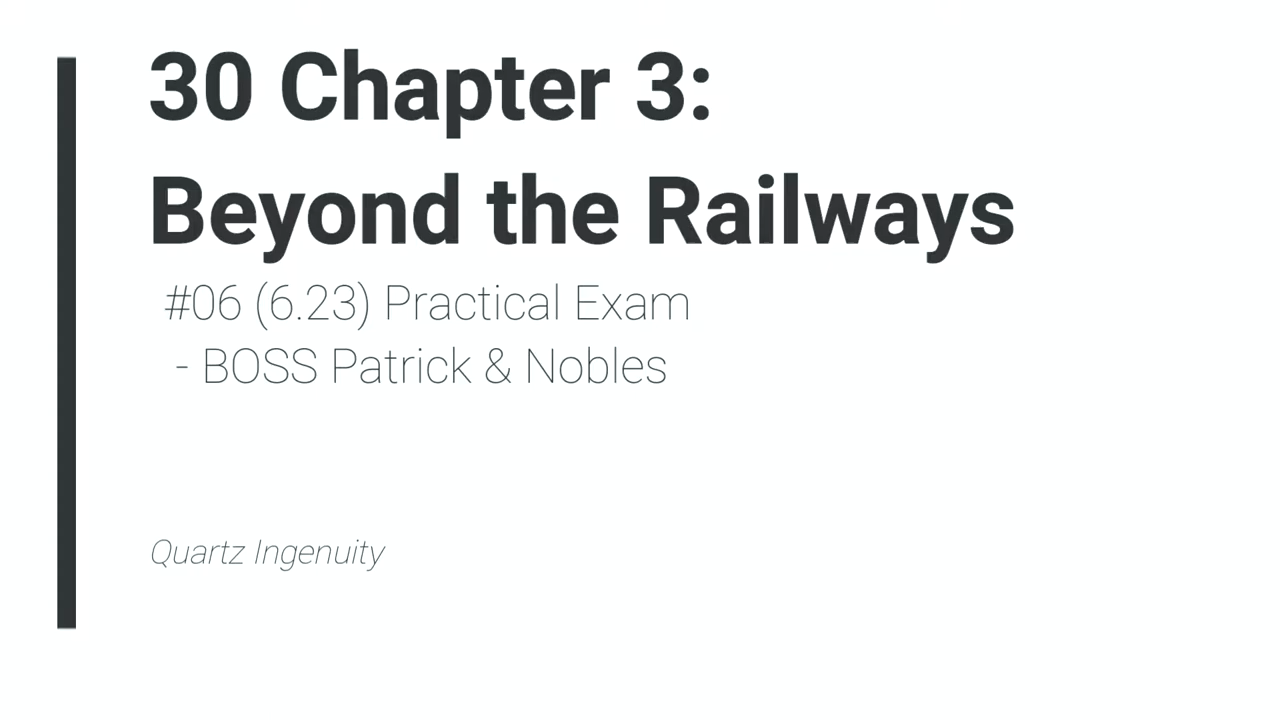 30 Chapter 3:
Beyond the Railways
#06 (6.23) Practical Exam
- BOSS Patrick & Nobles
Quartz Ingenuity